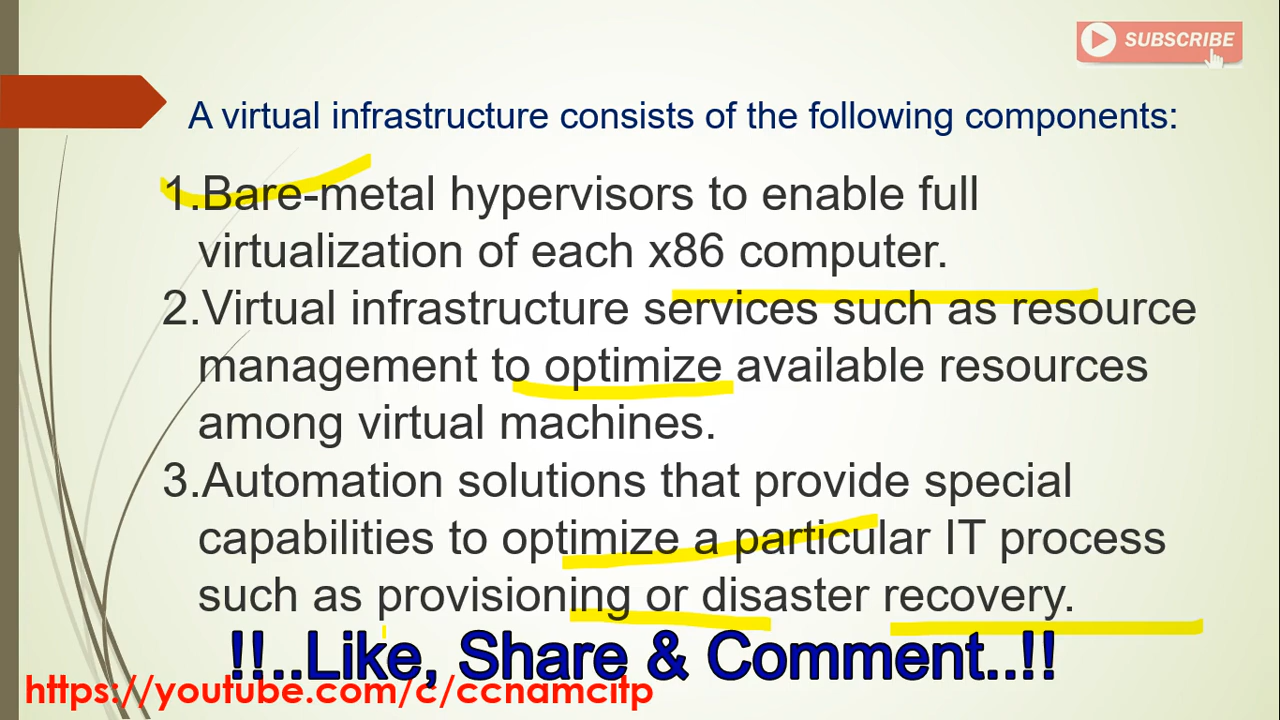 SUBSCRIBE
A virtual infrastructure consists of the following components:
1.Bare-metal hypervisors to enable full
virtualization of each x86 computer.
2.Virtual infrastructure services such as resource
management to optimize available resources
among virtual machines.
3.Automation solutions that provide special
capabilities to optimize a particular IT process
such as provisioning or disaster recovery.
!!..Like, Share & Comment..!!
https://youtube.com/c/ccnamcitp